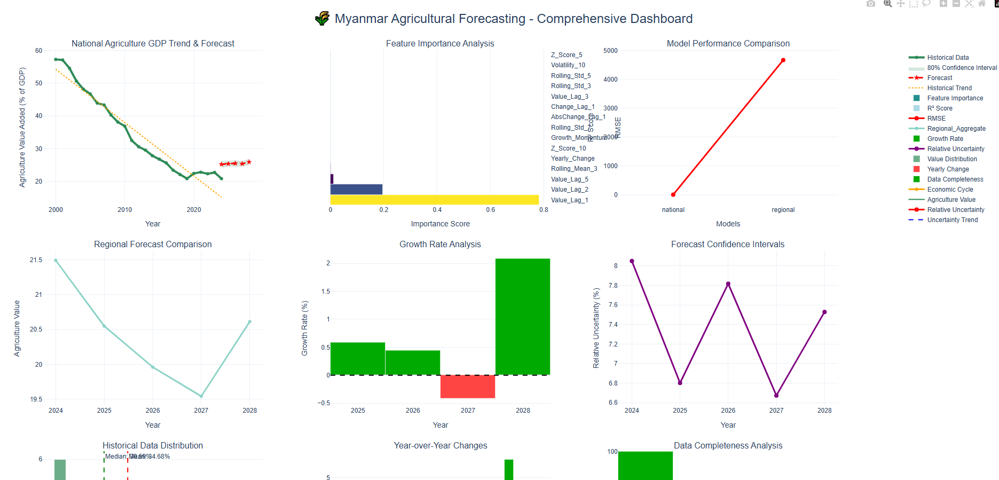 Myanmar Agricultural Forecasting - Comprehensive Dashboard
National Agriculture GDP Trend & Forecast
60
50
40
30
20
Agriculture Value Added (% of GDP)
2000
2010
2020
Year
Feature Importance Analysis
Z_Score_5
Volatility_10
Rolling_Std_5
Rolling_Std_3
Value_Lag_3
Change_Lag_1
AbsChange_Lag_1
Rolling_Std_7
Growth_Momentum
Z_Score_10
Yearly_Change
Rolling_Mean_3
Value_Lag_5
Value_Lag_2
Value_Lag_1
0
0.2
0.4
0.6
0.8
Importance Score
Model Performance Comparison
R² Score
RMSE
5000
4000
3000
2000
1000
0
national
regional
Models
Historical Data
80% Confidence Interval
Forecast
Historical Trend
Feature Importance
R² Score
RMSE
Regional_Aggregate
Growth Rate
Relative Uncertainty
Value Distribution
Yearly Change
Data Completeness
Economic Cycle
Agriculture Value
Relative Uncertainty
Uncertainty Trend
Regional Forecast Comparison
21.5
21
20.5
20
19.5
Agriculture Value
2024
2025
2026
2027
2028
Year
Growth Rate Analysis
2
1.5
1
0.5
0
−0.5
Growth Rate (%)
2025
2026
2027
2028
Year
Forecast Confidence Intervals
8
7.8
7.6
7.4
7.2
7
6.8
6.6
Relative Uncertainty (%)
2024
2025
2026
2027
2028
Year
Historical Data Distribution
Median:
Mean: 34.68%
6
Year-over-Year Changes
5
Data Completeness Analysis
100